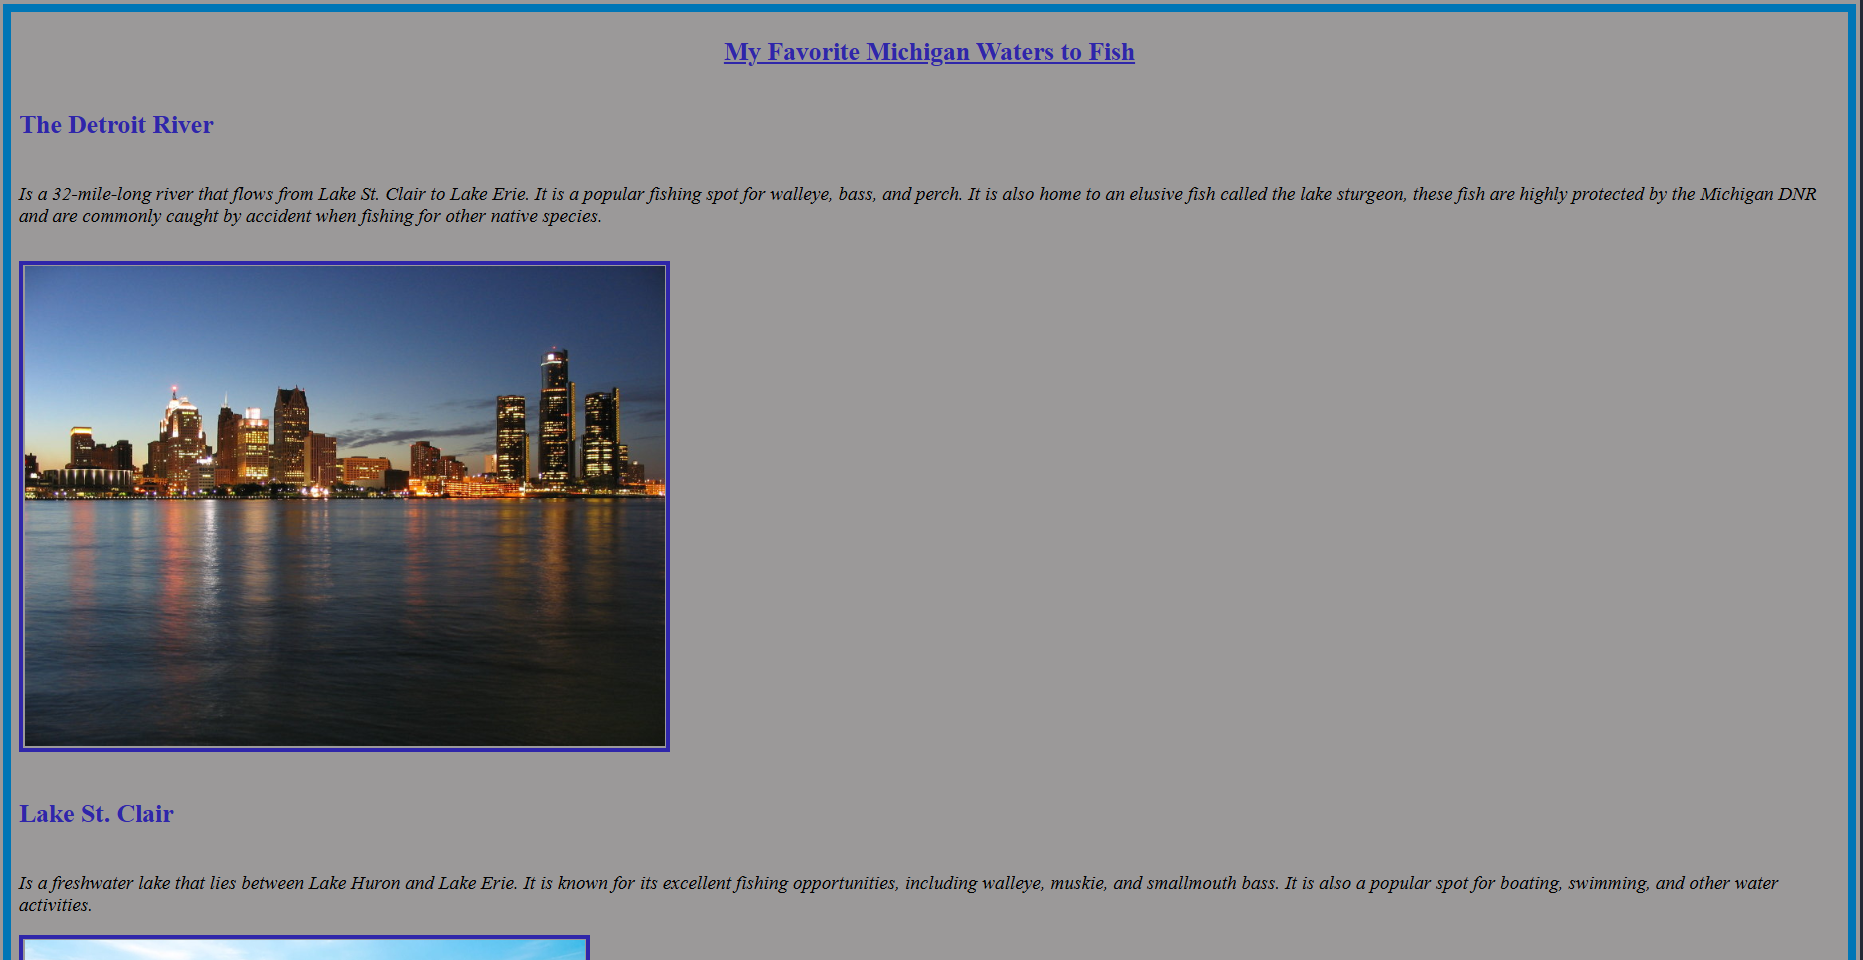 My Favorite Michigan Waters to Fish
The Detroit River
Is a 32-mile-long river that flows from Lake St. Clair to Lake Erie. It is a popular fishing spot for walleye, bass, and perch. It is also home to an elusive fish called the lake sturgeon, these fish are highly protected by the Michigan DNR
and are commonly caught by accident when fishing for other native species.
Lake St. Clair
Is a freshwater lake that lies between Lake Huron and Lake Erie. It is known for its excellent fishing opportunities, including walleye, muskie, and smallmouth bass. It is also a popular spot for boating, swimming, and other water
activities.